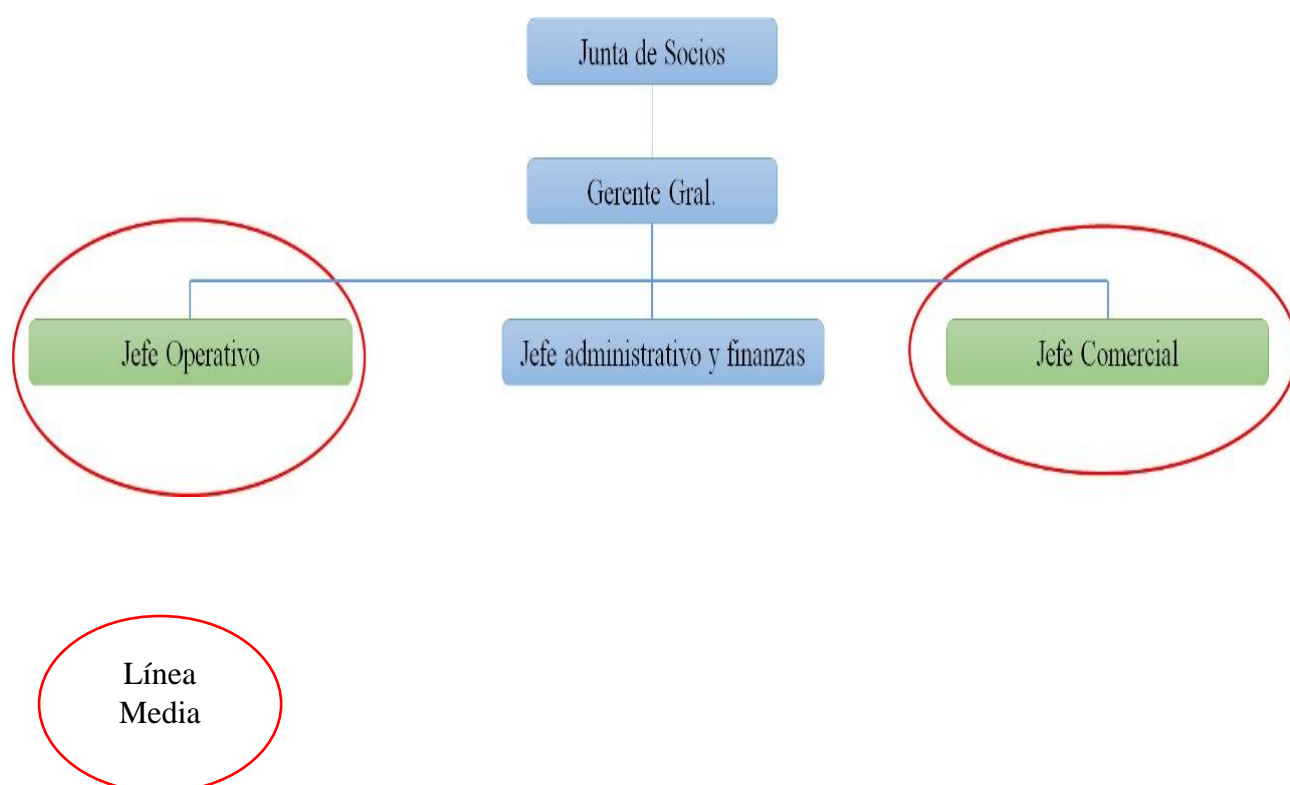 Junta de Socios
Gerente Gral.
Jefe Operativo
Jefe administrativo y finanzas
Jefe Comercial
Línea
Media